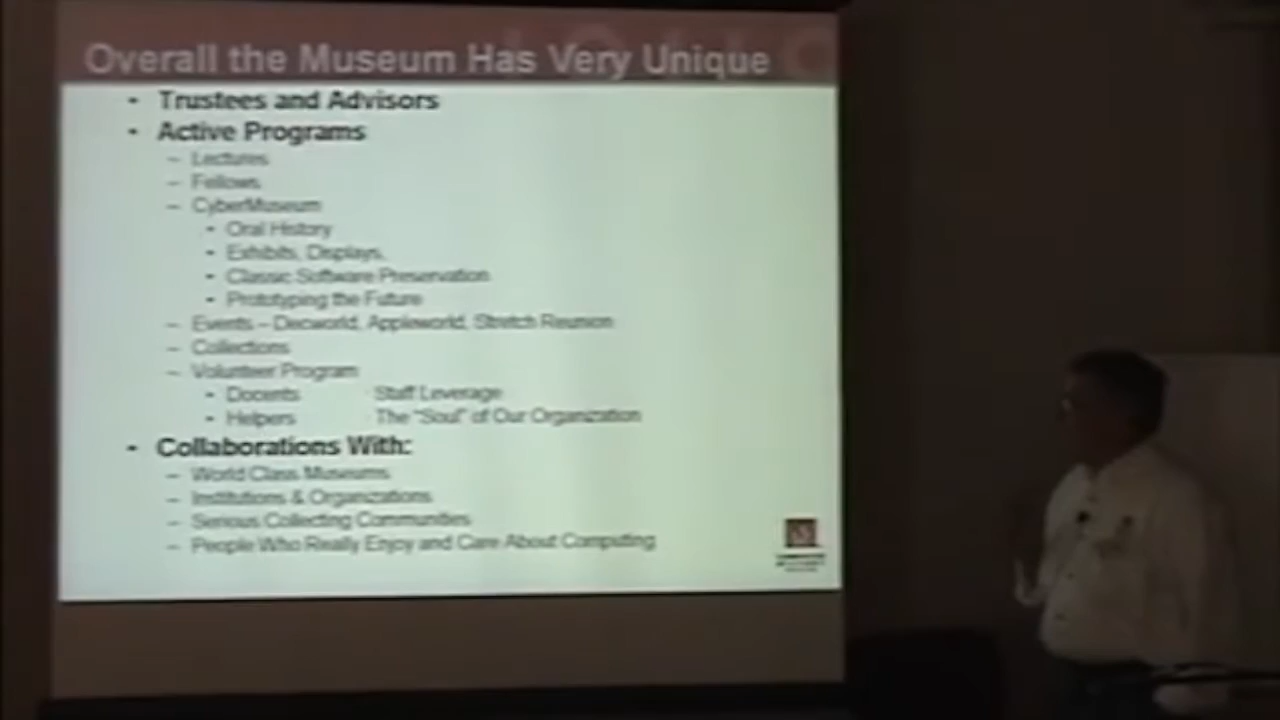 Overall the Museum Has Very Unique
• Trustees and Advisors
• Active Programs
– Lectures
– Fellows
– CyberMuseum
• Oral History
• Exhibits, Displays,
• Classic Software Preservation
• Prototyping the Future
– Events – Decworld, Appleworld, Stretch Reunion
– Collections
– Volunteer Program
• Docents Staff Leverage
• Helpers The "Soul" of Our Organization
• Collaborations With:
– World Class Museums
– Institutions & Organizations
– Serious Collecting Communities
– People Who Really Enjoy and Care About Computing